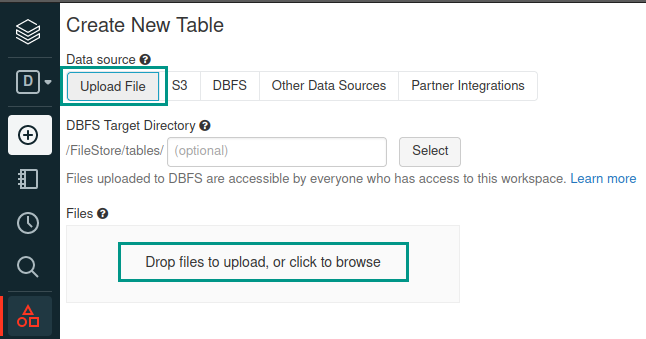 Create New Table
Data source
Upload File S3 DBFS Other Data Sources Partner Integrations
DBFS Target Directory
/FileStore/tables/ (optional) Select
Files uploaded to DBFS are accessible by everyone who has access to this workspace. Learn more
Files
Drop files to upload, or click to browse
D